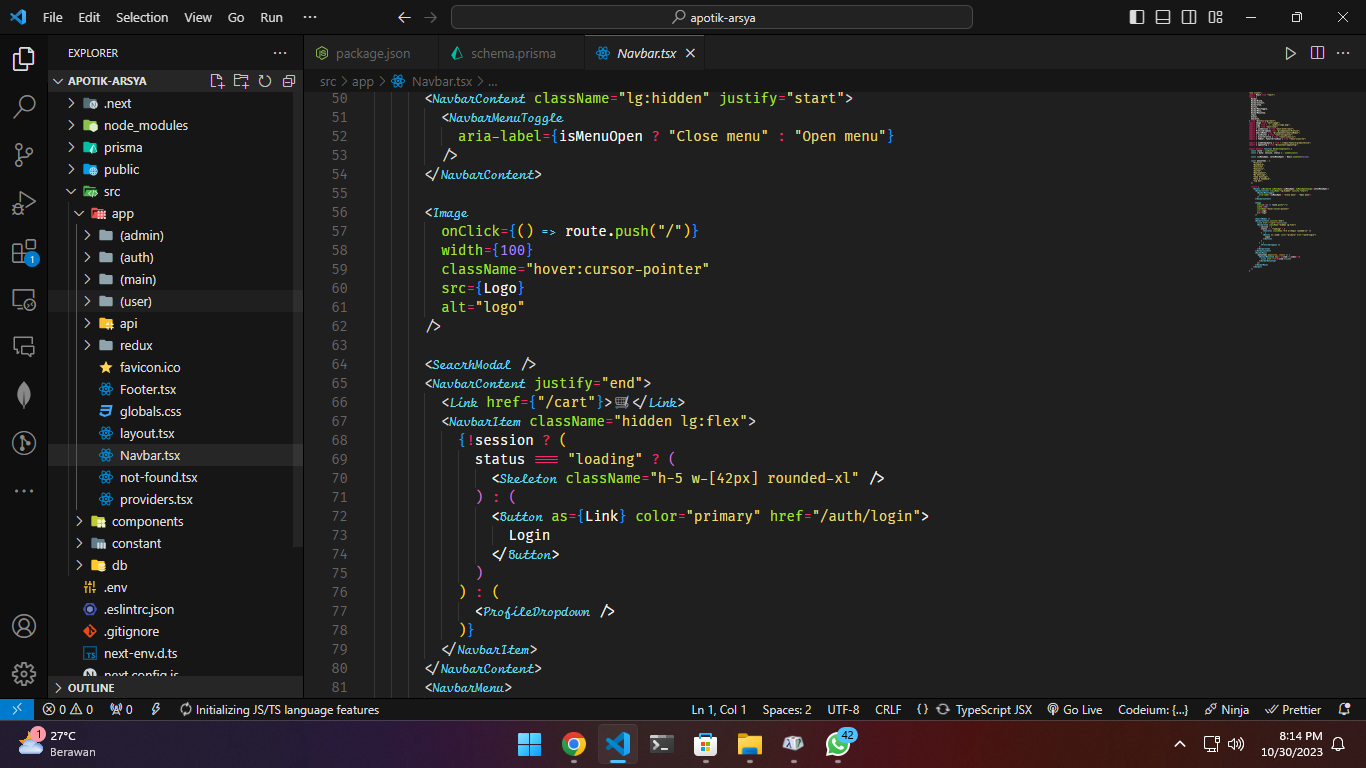 File Edit Selection View Go Run ···
apotik-arsya
EXPLORER
package.json
schema.prisma
Navbar.tsx
APOTIK-ARSYA
src > app > Navbar.tsx > ...
.next
node_modules
prisma
public
src
app
(admin)
(auth)
(main)
(user)
api
redux
favicon.ico
Footer.tsx
globals.css
layout.tsx
Navbar.tsx
not-found.tsx
providers.tsx
components
constant
db
.env
.eslintrc.json
.gitignore
next-env.d.ts
next.config.js
OUTLINE
1
50 <NavbarContent className="lg:hidden" justify="start">
51 <NavbarMenuToggle
52 aria-label={isMenuOpen ? "Close menu" : "Open menu"}
53 />
54 </NavbarContent>
55
56 <Image
57 onClick={() => route.push("/")}
58 width={100}
59 className="hover:cursor-pointer"
60 src={Logo}
61 alt="logo"
62 />
63
64 <SeacrhModal />
65 <NavbarContent justify="end">
66 <Link href={"/cart"}>🛒</Link>
67 <NavbarItem className="hidden lg:flex">
68 {!session ? (
69 status === "loading" ? (
70 <Skeleton className="h-5 w-[42px] rounded-xl" />
71 ) : (
72 <Button as={Link} color="primary" href="/auth/login">
73 Login
74 </Button>
75 )
76 ) : (
77 <ProfileDropdown />
78 )}
79 </NavbarItem>
80 </NavbarContent>
81 <NavbarMenu>
0 0 0 Initializing JS/TS language features
Ln 1, Col 1 Spaces: 2 UTF-8 CRLF {} TypeScript JSX Go Live Codeium: {...} Ninja Prettier
1
27°C
Berawan
42
8:14 PM
10/30/2023